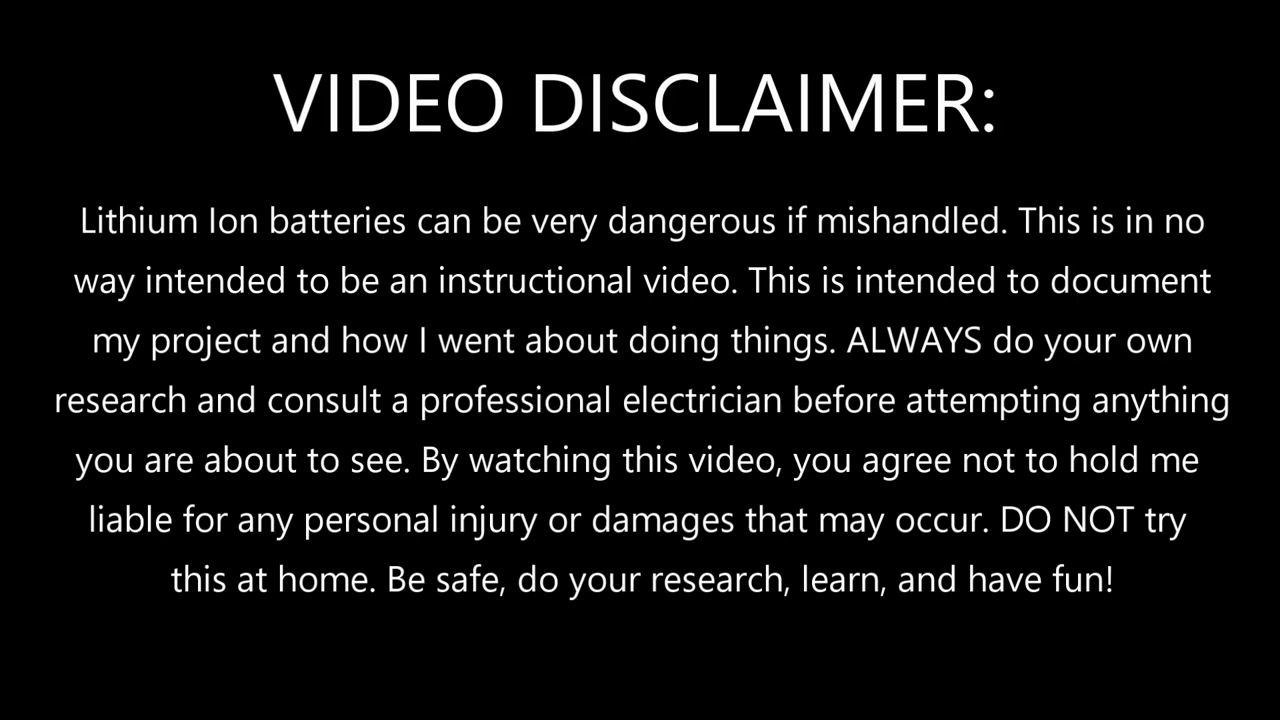 VIDEO DISCLAIMER:
Lithium Ion batteries can be very dangerous if mishandled. This is in no
way intended to be an instructional video. This is intended to document
my project and how I went about doing things. ALWAYS do your own
research and consult a professional electrician before attempting anything
you are about to see. By watching this video, you agree not to hold me
liable for any personal injury or damages that may occur. DO NOT try
this at home. Be safe, do your research, learn, and have fun!